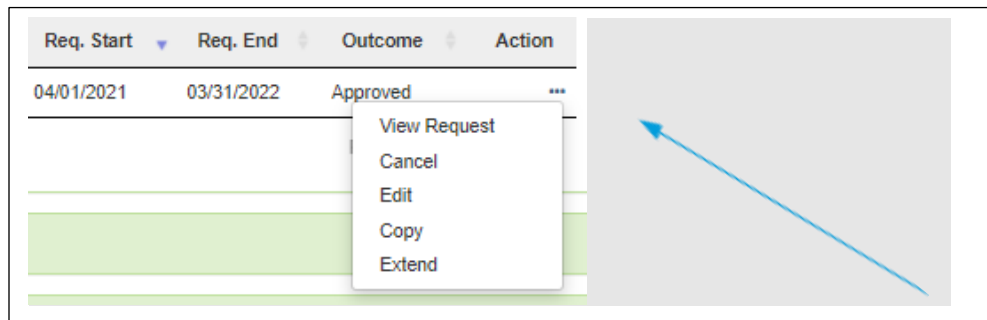 Req. Start Req. End Outcome Action
04/01/2021 03/31/2022 Approved ...
View Request
Cancel
Edit
Copy
Extend